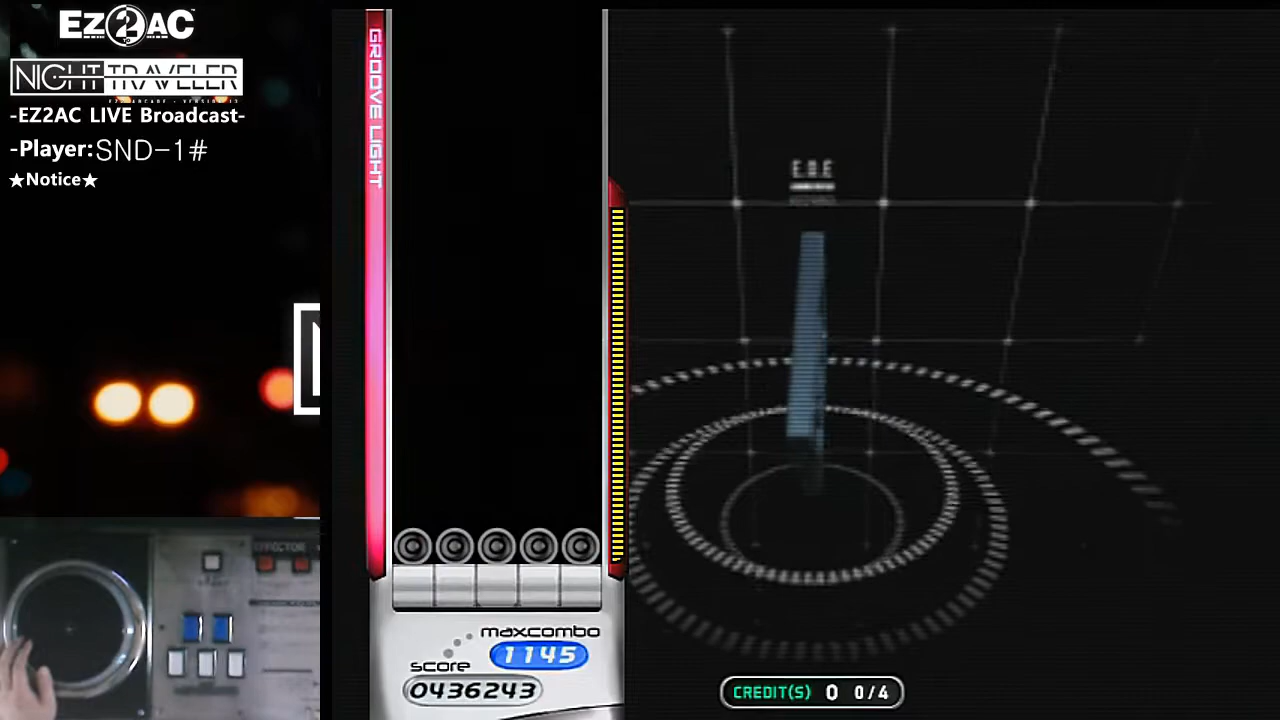 EZ2AC
NIGHT TRAVELER
-EZ2AC LIVE Broadcast-
-Player:SND-1#
★Notice★
GROOVE LIGHT
E.O.E
EFFECTOR
maxcombo
1145
score
0436243
CREDIT(S) 0 0/4